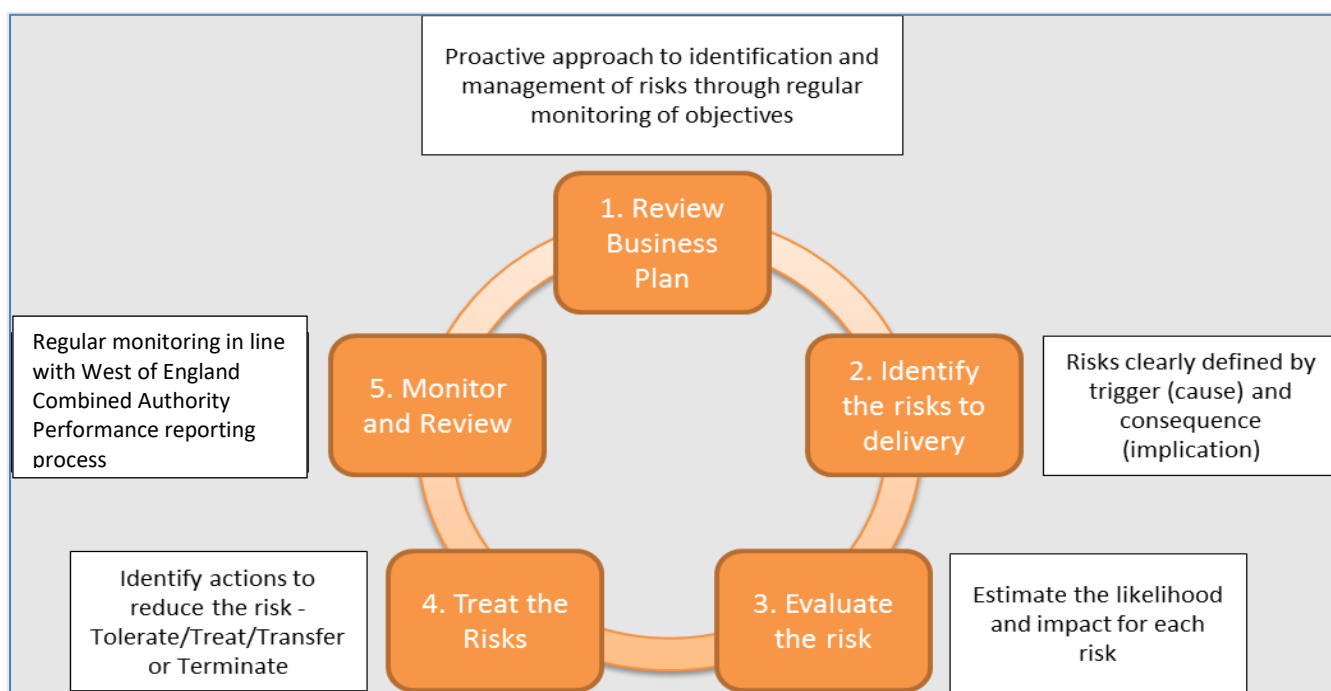 Proactive approach to identification and
management of risks through regular
monitoring of objectives
1. Review
Business
Plan
2. Identify
the risks to
delivery
Risks clearly defined by
trigger (cause) and
consequence
(implication)
3. Evaluate
the risk
Estimate the likelihood
and impact for each
risk
4. Treat the
Risks
Identify actions to
reduce the risk -
Tolerate/Treat/Transfer
or Terminate
5. Monitor
and Review
Regular monitoring in line
with West of England
Combined Authority
Performance reporting
process